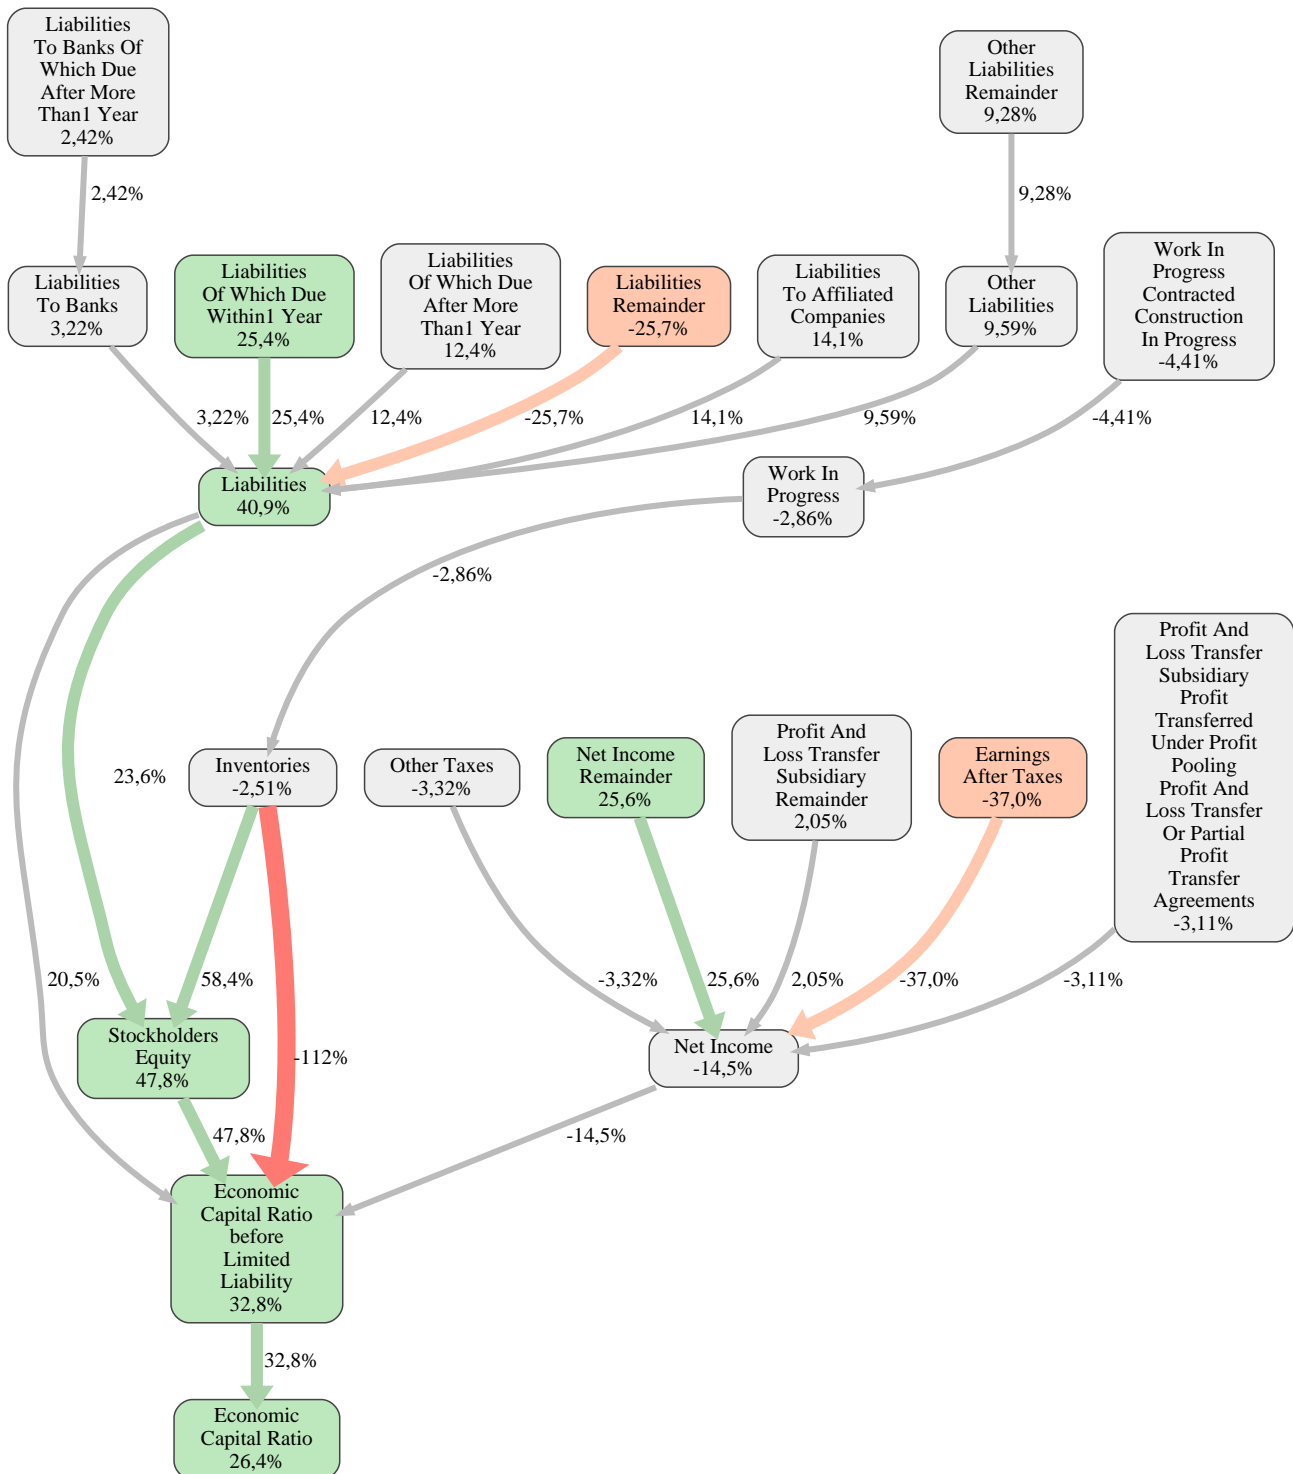 Liabilities
To Banks Of
Which Due
After More
Than1 Year
2,42%
Other
Liabilities
Remainder
9,28%
2,42%
9,28%
Liabilities
To Banks
3,22%
Liabilities
Of Which Due
Within1 Year
25,4%
Liabilities
Of Which Due
After More
Than1 Year
12,4%
Liabilities
Remainder
-25,7%
Liabilities
To Affiliated
Companies
14,1%
Other
Liabilities
9,59%
Work In
Progress
Contracted
Construction
In Progress
-4,41%
3,22%
25,4%
12,4%
-25,7%
14,1%
9,59%
-4,41%
Liabilities
40,9%
Work In
Progress
-2,86%
-2,86%
23,6%
Inventories
-2,51%
Other Taxes
-3,32%
Net Income
Remainder
25,6%
Profit And
Loss Transfer
Subsidiary
Remainder
2,05%
Earnings
After Taxes
-37,0%
Profit And
Loss Transfer
Subsidiary
Profit
Transferred
Under Profit
Pooling
Profit And
Loss Transfer
Or Partial
Profit
Transfer
Agreements
-3,11%
20,5%
58,4%
-3,32%
25,6%
2,05%
-37,0%
-3,11%
Stockholders
Equity
47,8%
-112%
Net Income
-14,5%
47,8%
-14,5%
Economic
Capital Ratio
before
Limited
Liability
32,8%
32,8%
Economic
Capital Ratio
26,4%